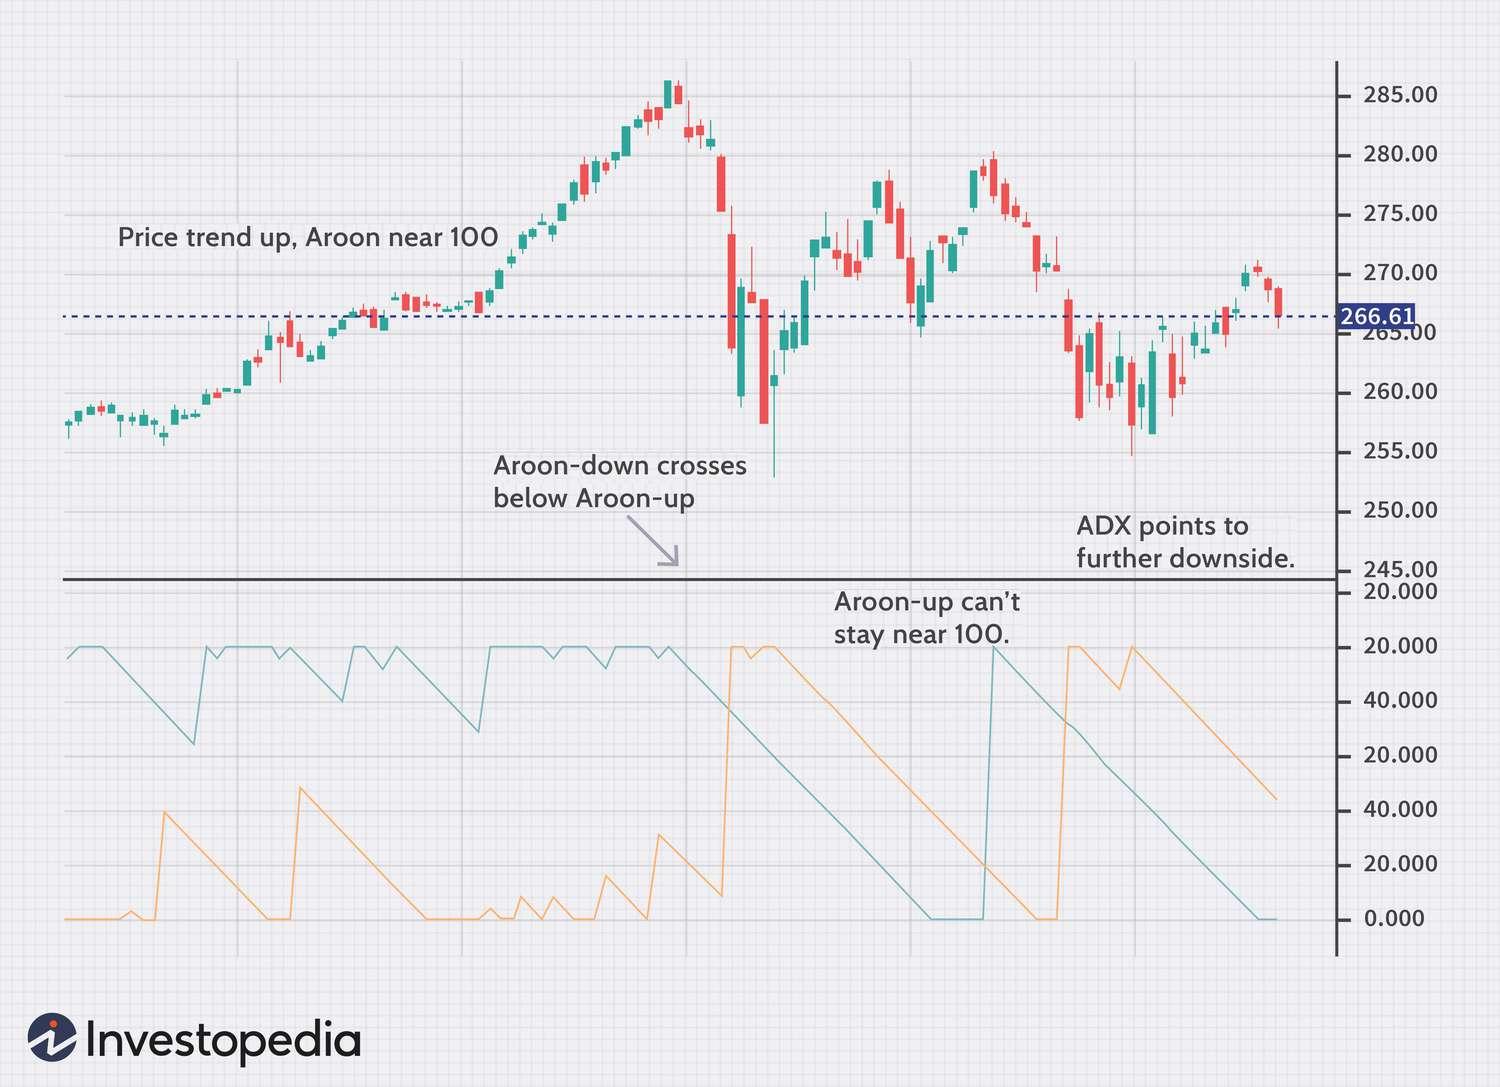 285.00
280.00
275.00
Price trend up, Aroon near 100
270.00
266.61
265.00
260.00
255.00
Aroon-down crosses
below Aroon-up
250.00
ADX points to
further downside.
245.00
20.000
Aroon-up can't
stay near 100.
20.000
40.000
20.000
40.000
20.000
0.000
Investopedia